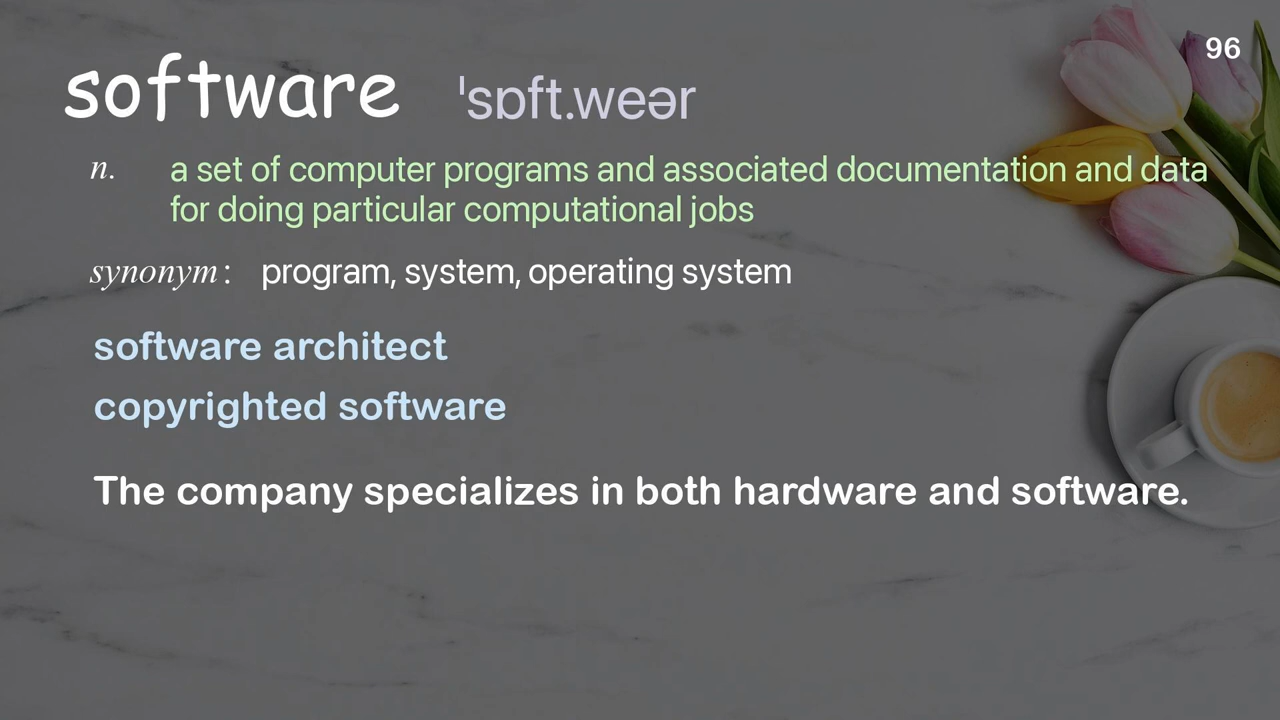 96
software ˈsɒft.weər
n. a set of computer programs and associated documentation and data
for doing particular computational jobs
synonym: program, system, operating system
software architect
copyrighted software
The company specializes in both hardware and software.